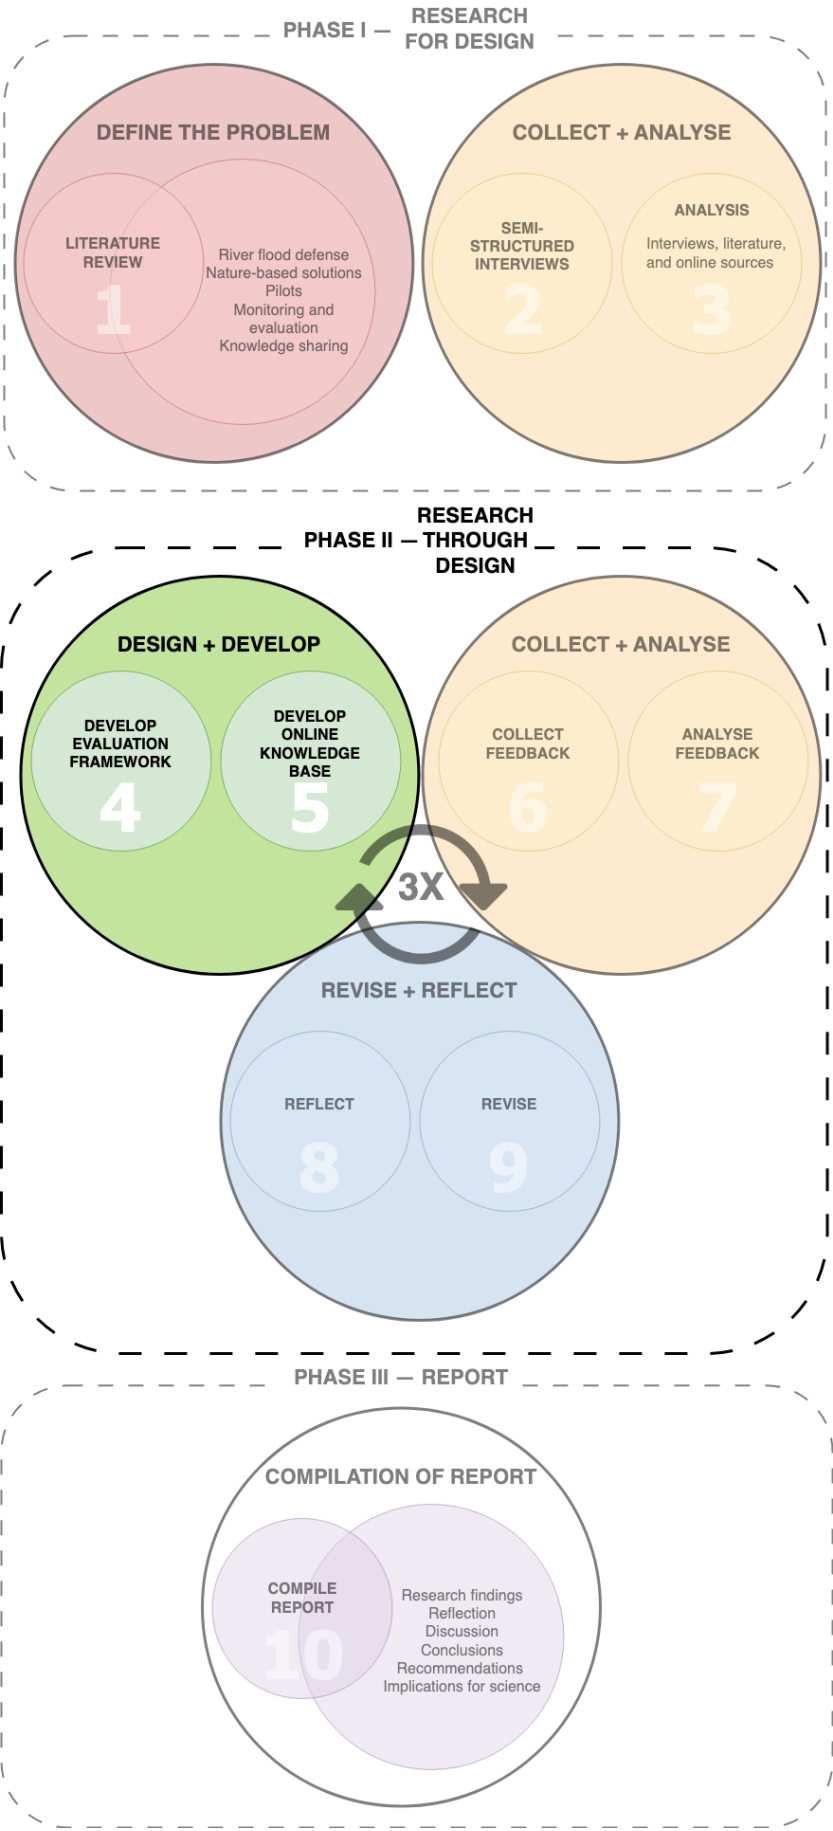 PHASE I — RESEARCH
FOR DESIGN
DEFINE THE PROBLEM
LITERATURE
REVIEW
1
River flood defense
Nature-based solutions
Pilots
Monitoring and
evaluation
Knowledge sharing
COLLECT + ANALYSE
SEMI-
STRUCTURED
INTERVIEWS
2
ANALYSIS
Interviews, literature,
and online sources
3
PHASE II — RESEARCH
THROUGH
DESIGN
DESIGN + DEVELOP
DEVELOP
EVALUATION
FRAMEWORK
4
DEVELOP
ONLINE
KNOWLEDGE
BASE
5
COLLECT + ANALYSE
COLLECT
FEEDBACK
6
ANALYSE
FEEDBACK
7
3X
REVISE + REFLECT
REFLECT
8
REVISE
9
PHASE III — REPORT
COMPILATION OF REPORT
COMPILE
REPORT
10
Research findings
Reflection
Discussion
Conclusions
Recommendations
Implications for science